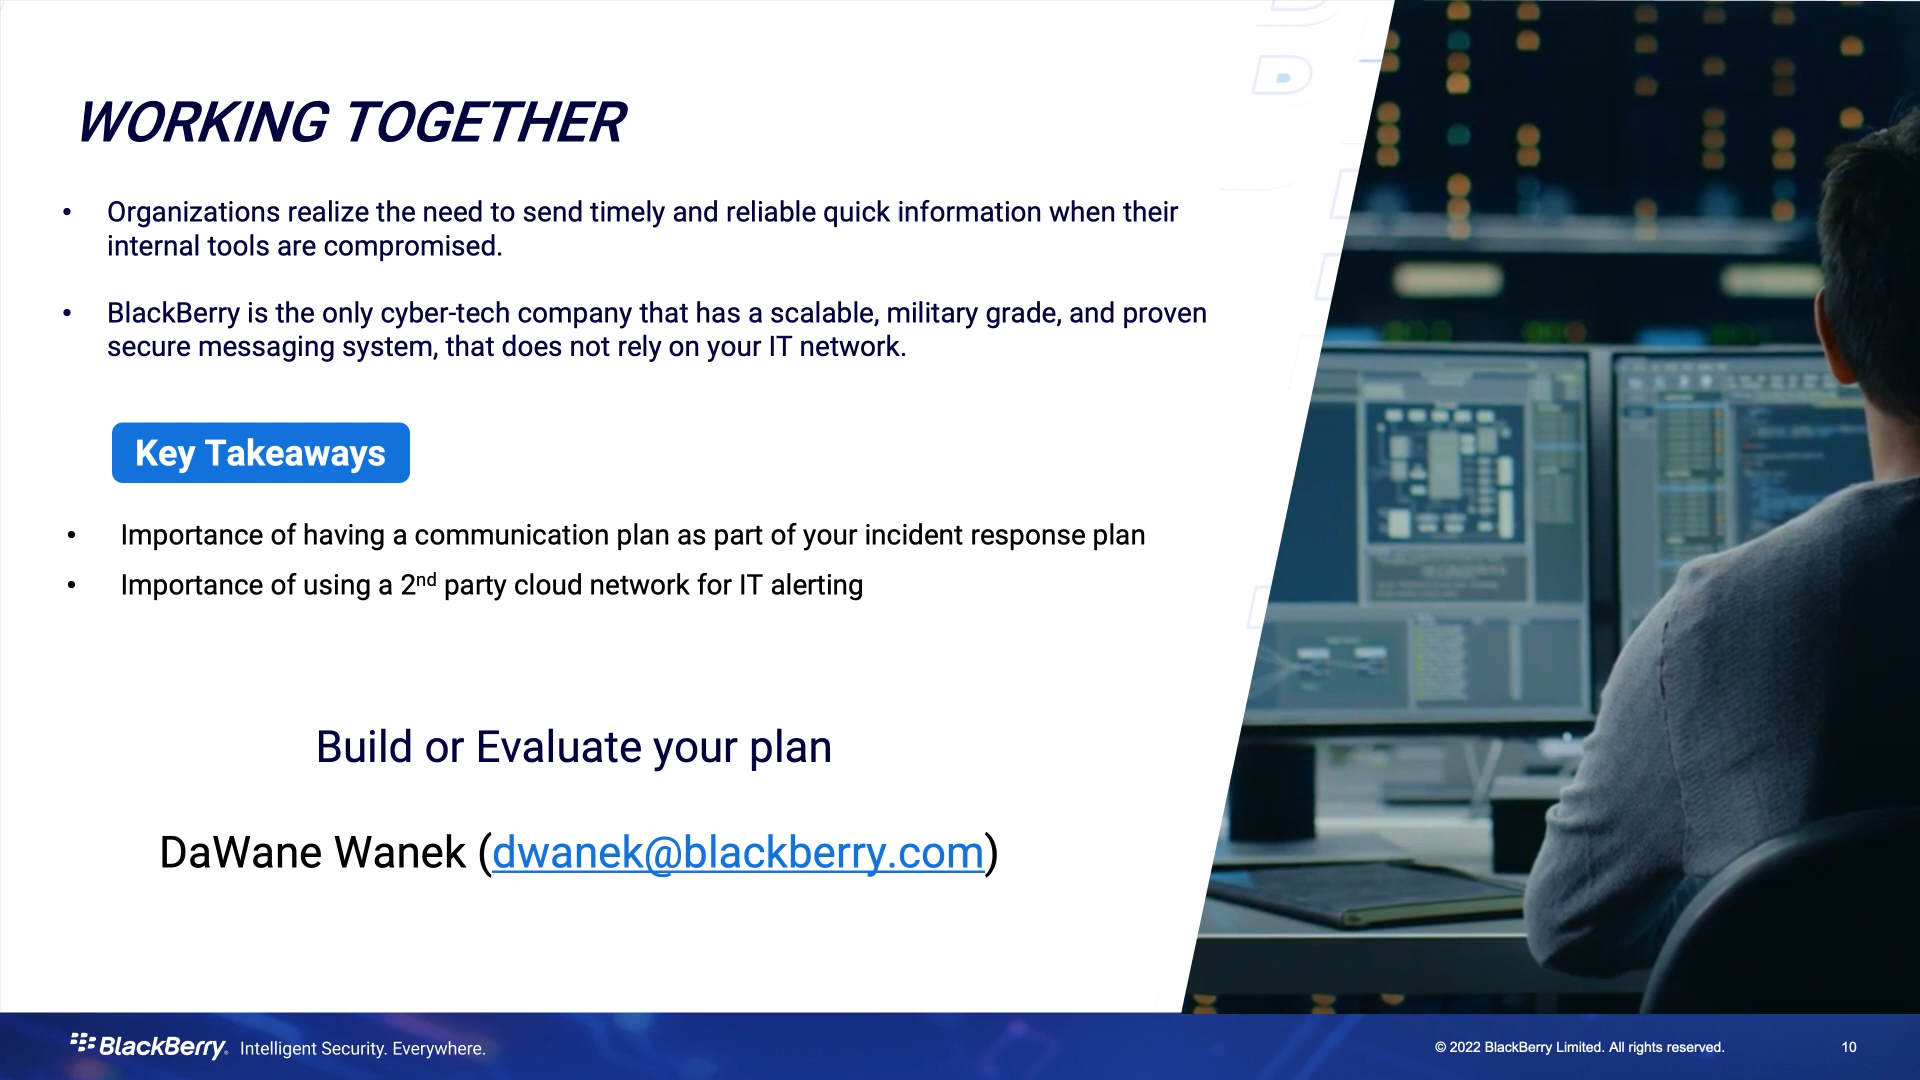 WORKING TOGETHER
• Organizations realize the need to send timely and reliable quick information when their
internal tools are compromised.
• BlackBerry is the only cyber-tech company that has a scalable, military grade, and proven
secure messaging system, that does not rely on your IT network.
Key Takeaways
• Importance of having a communication plan as part of your incident response plan
• Importance of using a 2nd party cloud network for IT alerting
Build or Evaluate your plan
DaWane Wanek (dwanek@blackberry.com)
BlackBerry. Intelligent Security. Everywhere.
© 2022 BlackBerry Limited. All rights reserved. 10